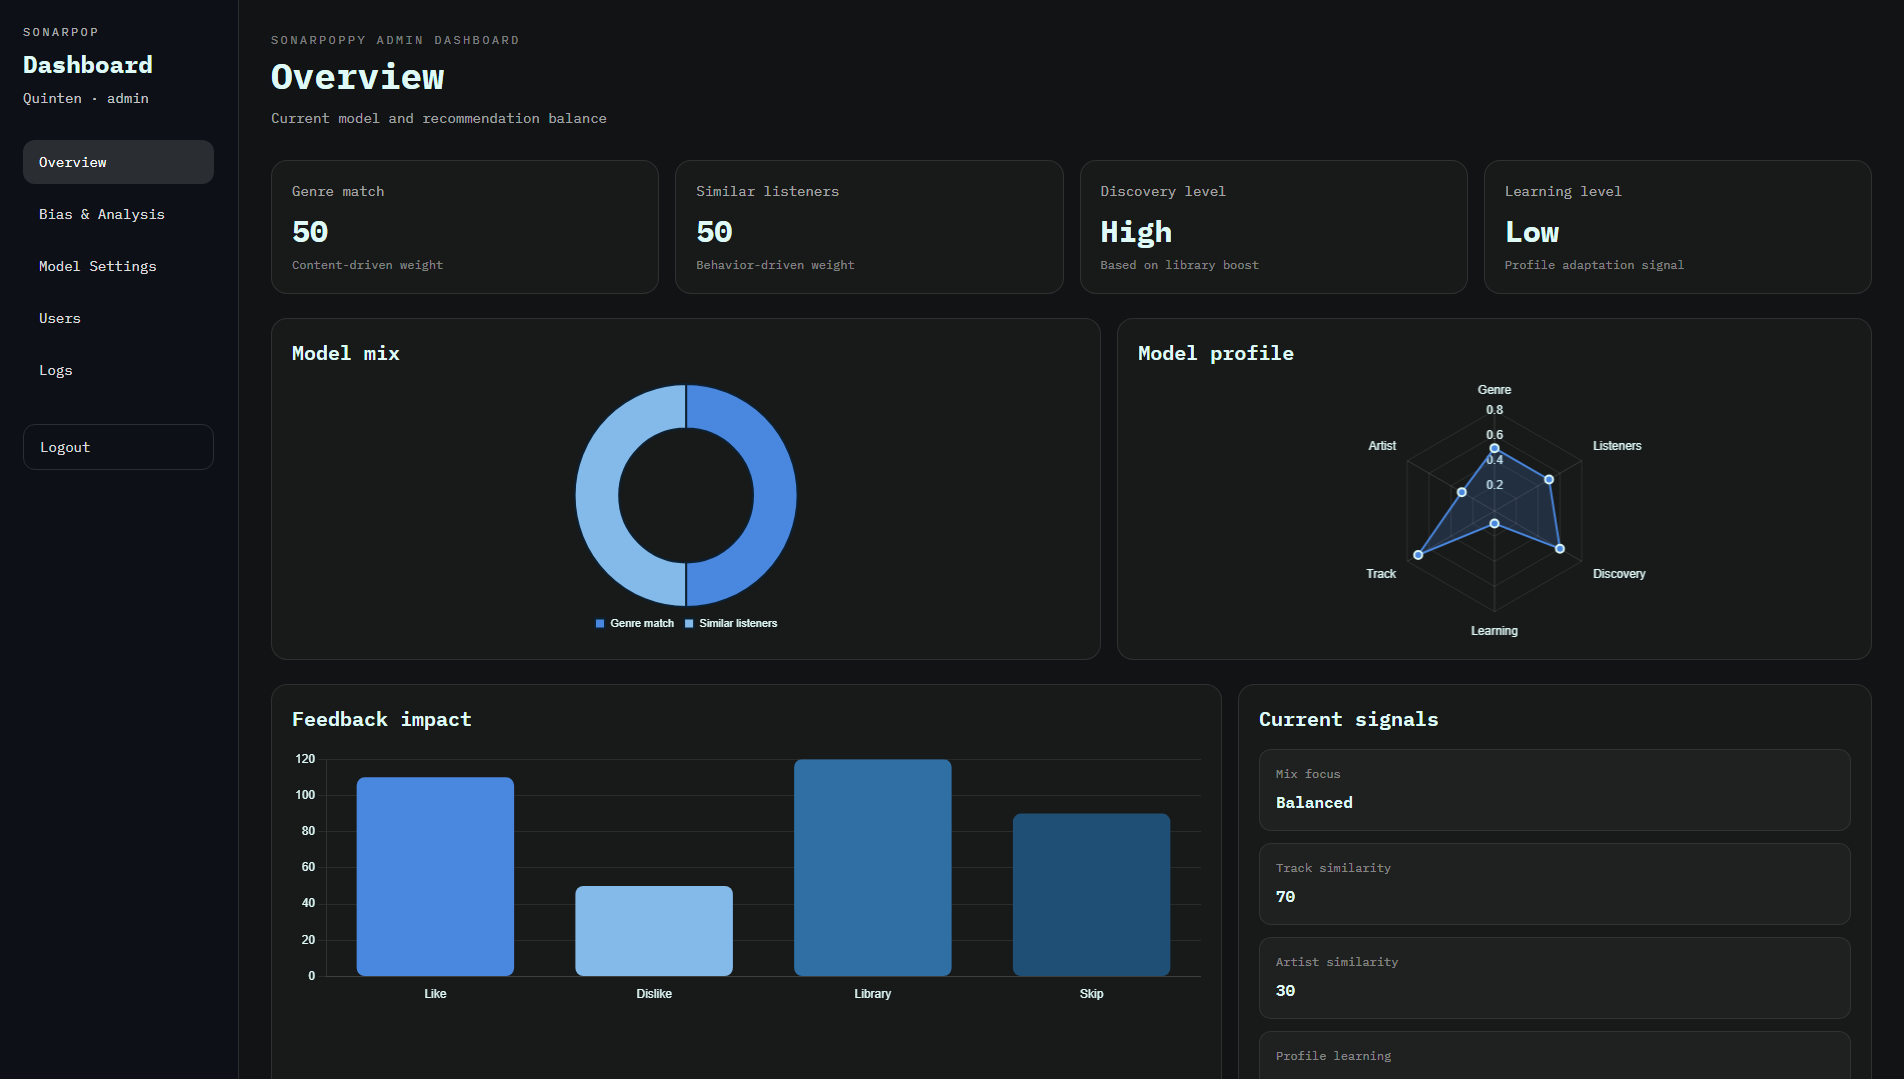 SONARPOP
Dashboard
Quinten · admin
Overview
Bias & Analysis
Model Settings
Users
Logs
Logout
SONARPOPPY ADMIN DASHBOARD
Overview
Current model and recommendation balance
Genre match
50
Content-driven weight
Similar listeners
50
Behavior-driven weight
Discovery level
High
Based on library boost
Learning level
Low
Profile adaptation signal
Model mix
Genre match Similar listeners
Model profile
Genre
0.8
0.6
0.4
0.2
Artist
Listeners
Track
Discovery
Learning
Feedback impact
120
100
80
60
40
20
0
Like Dislike Library Skip
Current signals
Mix focus
Balanced
Track similarity
70
Artist similarity
30
Profile learning